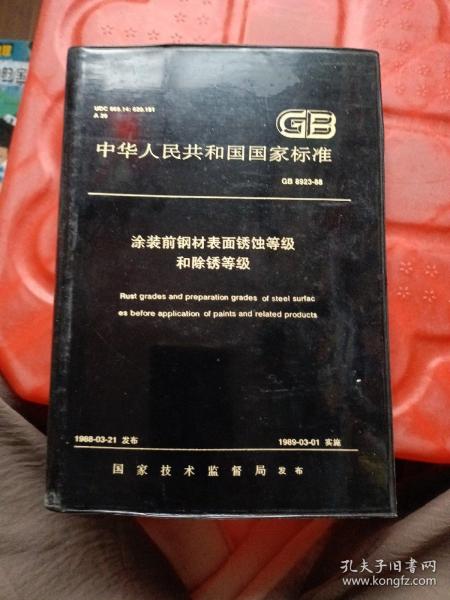 UDC 669.14:620.191
A 29
GB
中华人民共和国国家标准
GB 8923-88
涂装前钢材表面锈蚀等级
和除锈等级
Rust grades and preparation grades of steel surfac
es before application of paints and related products
1988-03-21 发布
1989-03-01 实施
国家技术监督局 发布
孔夫子旧书网
www.kongfz.com